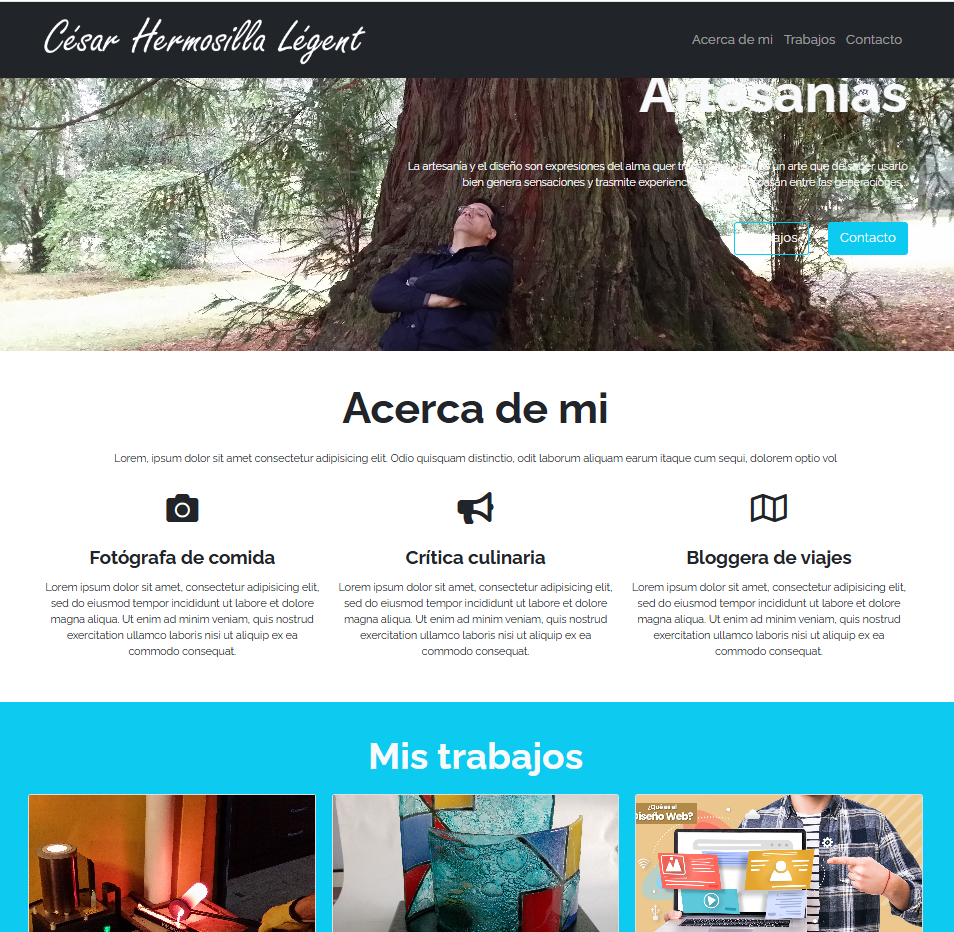 César Hermosilla Légent
Acerca de mi Trabajos Contacto
Artesanías
La artesanía y el diseño son expresiones del alma quer un arte que de saber usarlo
bien genera sensaciones y trasmite entre las generaciones.
Contacto
Acerca de mi
Lorem, ipsum dolor sit amet consectetur adipisicing elit. Odio quisquam distinctio, odit laborum aliquam earum itaque cum sequi, dolorem optio vol
Fotógrafa de comida
Lorem ipsum dolor sit amet, consectetur adipisicing elit,
sed do eiusmod tempor incididunt ut labore et dolore
magna aliqua. Ut enim ad minim veniam, quis nostrud
exercitation ullamco laboris nisi ut aliquip ex ea
commodo consequat.
Crítica culinaria
Lorem ipsum dolor sit amet, consectetur adipisicing elit,
sed do eiusmod tempor incididunt ut labore et dolore
magna aliqua. Ut enim ad minim veniam, quis nostrud
exercitation ullamco laboris nisi ut aliquip ex ea
commodo consequat.
Bloggera de viajes
Lorem ipsum dolor sit amet, consectetur adipisicing elit,
sed do eiusmod tempor incididunt ut labore et dolore
magna aliqua. Ut enim ad minim veniam, quis nostrud
exercitation ullamco laboris nisi ut aliquip ex ea
commodo consequat.
Mis trabajos
¿Qué es el
Diseño Web?